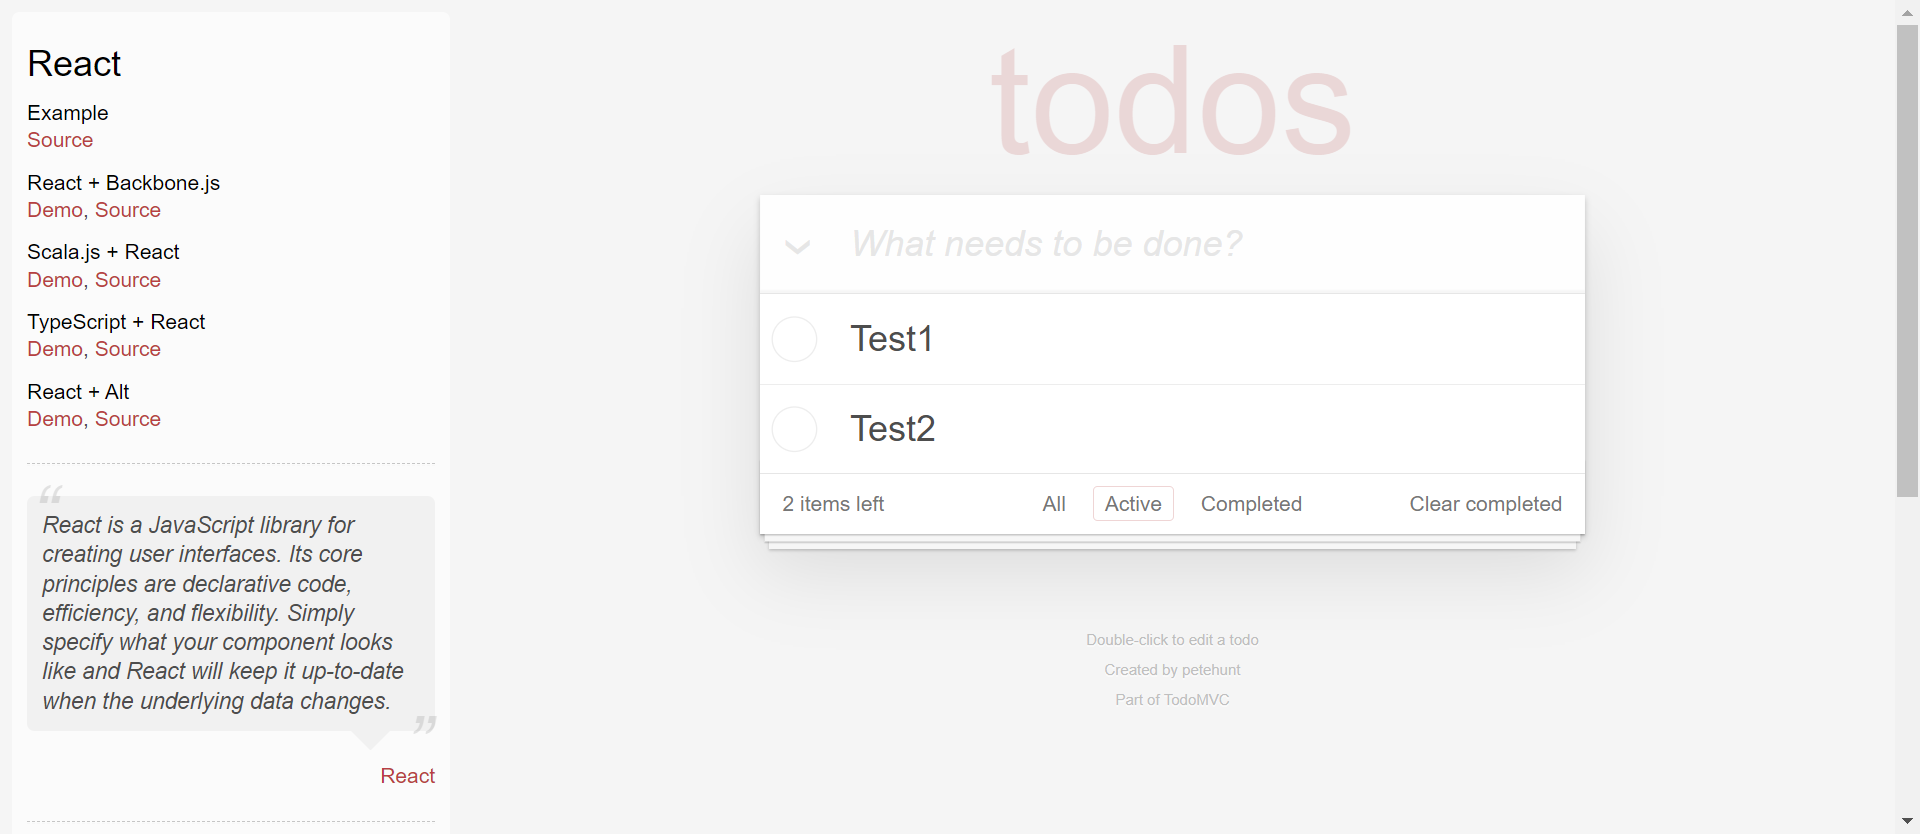 React
Example
Source
React + Backbone.js
Demo, Source
Scala.js + React
Demo, Source
TypeScript + React
Demo, Source
React + Alt
Demo, Source
“
React is a JavaScript library for
creating user interfaces. Its core
principles are declarative code,
efficiency, and flexibility. Simply
specify what your component looks
like and React will keep it up-to-date
when the underlying data changes.
”
React
todos
What needs to be done?
Test1
Test2
2 items left All Active Completed Clear completed
Double-click to edit a todo
Created by petehunt
Part of TodoMVC